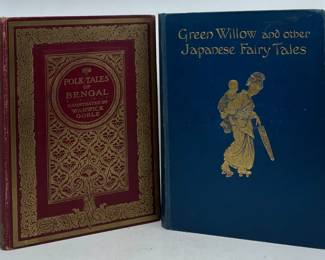 FOLK-TALES
OF
BENGAL
ILLUSTRATED BY
WARWICK
GOBLE
Green Willow and other
Japanese Fairy Tales